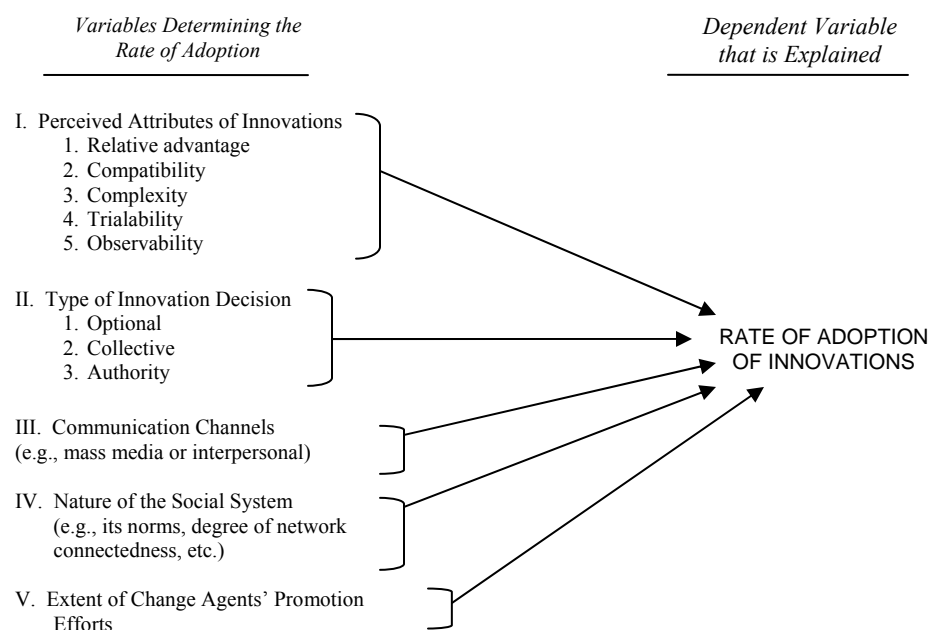 Variables Determining the
Rate of Adoption
Dependent Variable
that is Explained
I. Perceived Attributes of Innovations
1. Relative advantage
2. Compatibility
3. Complexity
4. Trialability
5. Observability
II. Type of Innovation Decision
1. Optional
2. Collective
3. Authority
RATE OF ADOPTION
OF INNOVATIONS
III. Communication Channels
(e.g., mass media or interpersonal)
IV. Nature of the Social System
(e.g., its norms, degree of network
connectedness, etc.)
V. Extent of Change Agents’ Promotion
Efforts